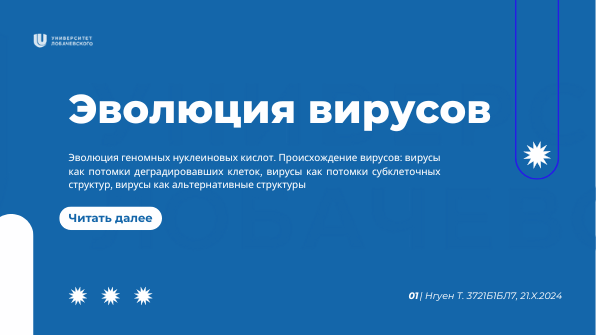 УНИВЕРСИТЕТ
ЛОБАЧЕВСКОГО
Эволюция вирусов
Эволюция геномных нуклеиновых кислот. Происхождение вирусов: вирусы
как потомки деградировавших клеток, вирусы как потомки субклеточных
структур, вирусы как альтернативные структуры
Читать далее
01 | Нгуен Т. 3721Б1БЛ7, 21.X.2024